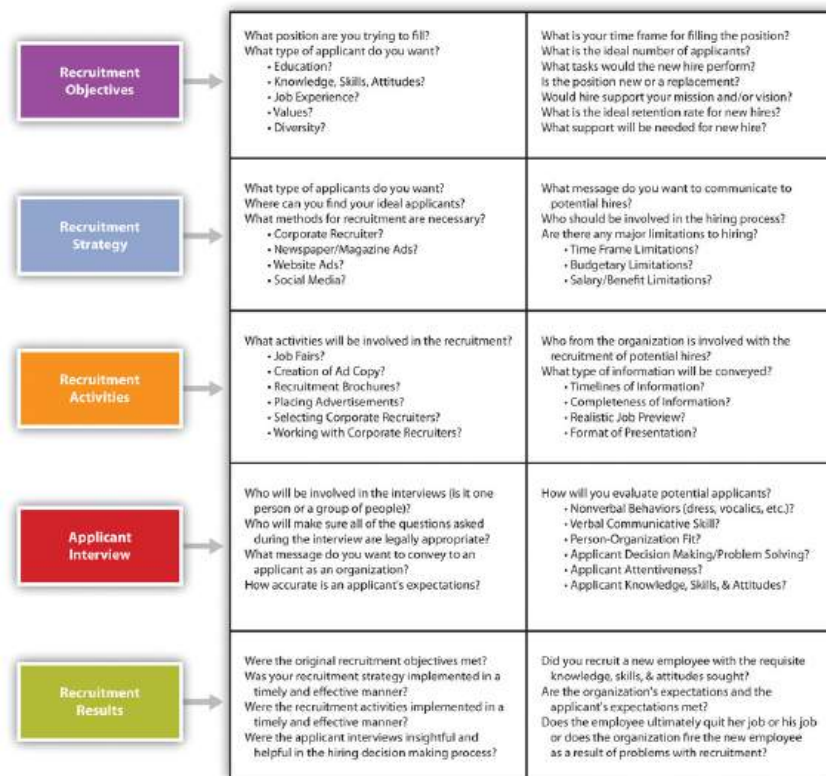 Recruitment
Objectives
What position are you trying to fill?
What type of applicant do you want?
• Education?
• Knowledge, Skills, Attitudes?
• Job Experience?
• Values?
• Diversity?
What is your time frame for filling the position?
What is the ideal number of applicants?
What tasks would the new hire perform?
Is the position new or a replacement?
Would hire support your mission and/or vision?
What is the ideal retention rate for new hires?
What support will be needed for new hire?
Recruitment
Strategy
What type of applicants do you want?
Where can you find your ideal applicants?
What methods for recruitment are necessary?
• Corporate Recruiter?
• Newspaper/Magazine Ads?
• Website Ads?
• Social Media?
What message do you want to communicate to
potential hires?
Who should be involved in the hiring process?
Are there any major limitations to hiring?
• Time Frame Limitations?
• Budgetary Limitations?
• Salary/Benefit Limitations?
Recruitment
Activities
What activities will be involved in the recruitment?
• Job Fairs?
• Creation of Ad Copy?
• Recruitment Brochures?
• Placing Advertisements?
• Selecting Corporate Recruiters?
• Working with Corporate Recruiters?
Who from the organization is involved with the
recruitment of potential hires?
What type of information will be conveyed?
• Timelines of Information?
• Completeness of Information?
• Realistic Job Preview?
• Format of Presentation?
Applicant
Interview
Who will be involved in the interviews (is it one
person or a group of people)?
Who will make sure all of the questions asked
during the interview are legally appropriate?
What message do you want to convey to an
applicant as an organization?
How accurate is an applicant's expectations?
How will you evaluate potential applicants?
• Nonverbal Behaviors (dress, vocalics, etc.)?
• Verbal Communicative Skill?
• Person-Organization Fit?
• Applicant Decision Making/Problem Solving?
• Applicant Attentiveness?
• Applicant Knowledge, Skills, & Attitudes?
Recruitment
Results
Were the original recruitment objectives met?
Was your recruitment strategy implemented in a
timely and effective manner?
Were the recruitment activities implemented in a
timely and effective manner?
Were the applicant interviews insightful and
helpful in the hiring decision making process?
Did you recruit a new employee with the requisite
knowledge, skills, & attitudes sought?
Are the organization's expectations and the
applicant's expectations met?
Does the employee ultimately quit her job or his job
or does the organization fire the new employee
as a result of problems with recruitment?